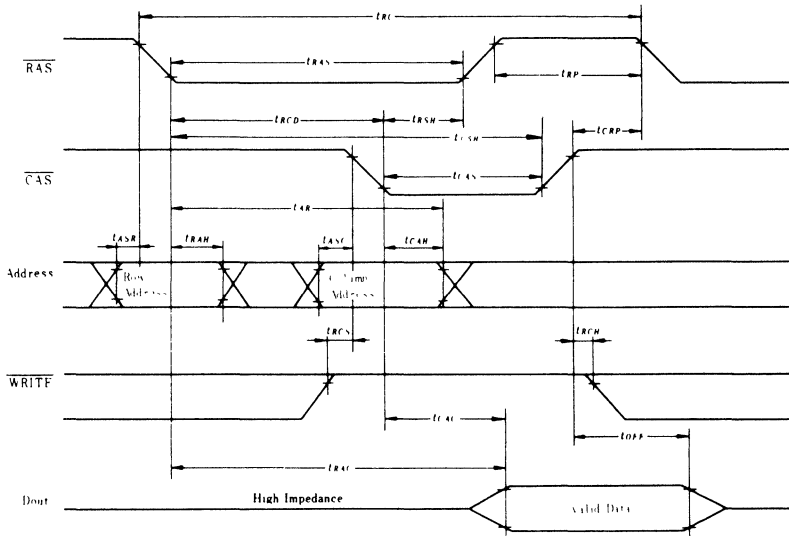 tRC
RAS
tRAS
tRP
tRCD
tRSH
tCSH
tCRP
CAS
tCAS
tAR
tASR
tRAH
tASC
tCAH
Address
Row
Address
Address
tRCS
tRCH
WRITE
tCAC
tOFF
tRAC
Dout
High Impedance
Valid Data